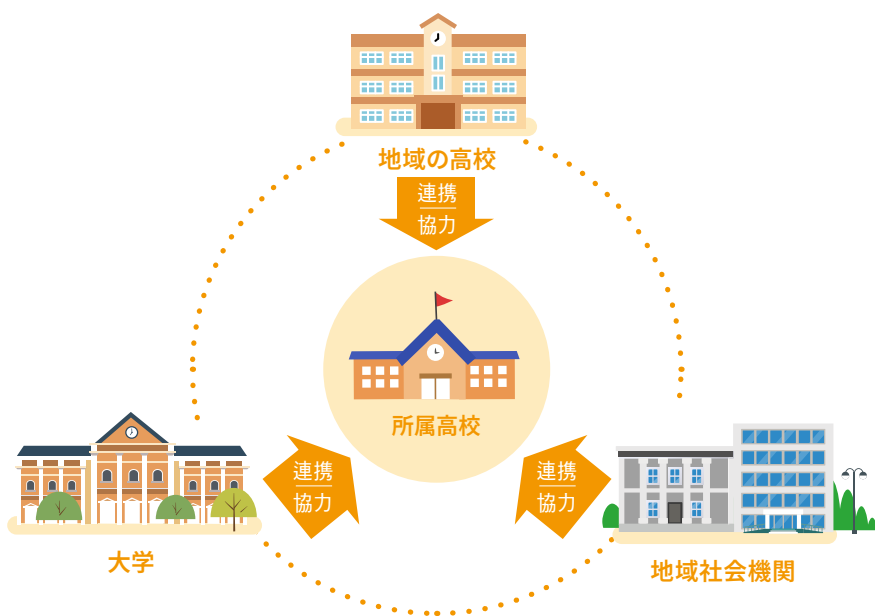 地域の高校
連携
協力
所属高校
連携
協力
連携
協力
大学
地域社会機関